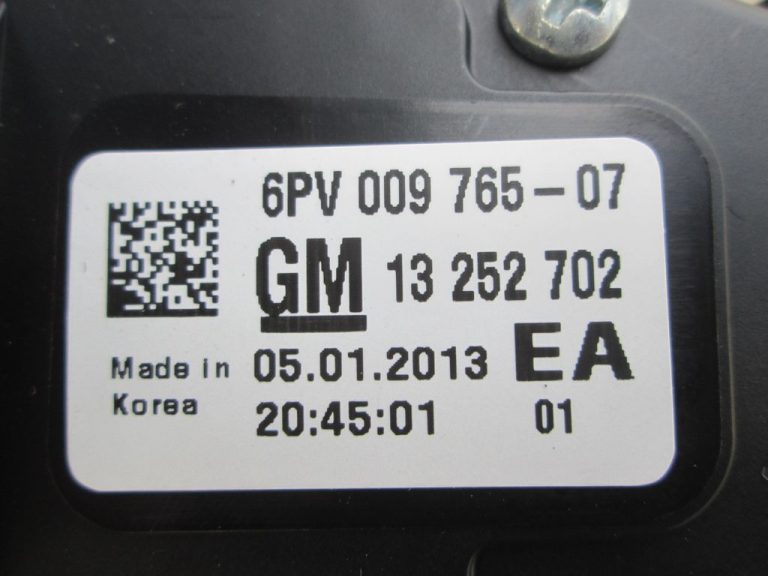 6PV 009 765-07
GM 13 252 702
Made in Korea 05.01.2013 EA
20:45:01 01